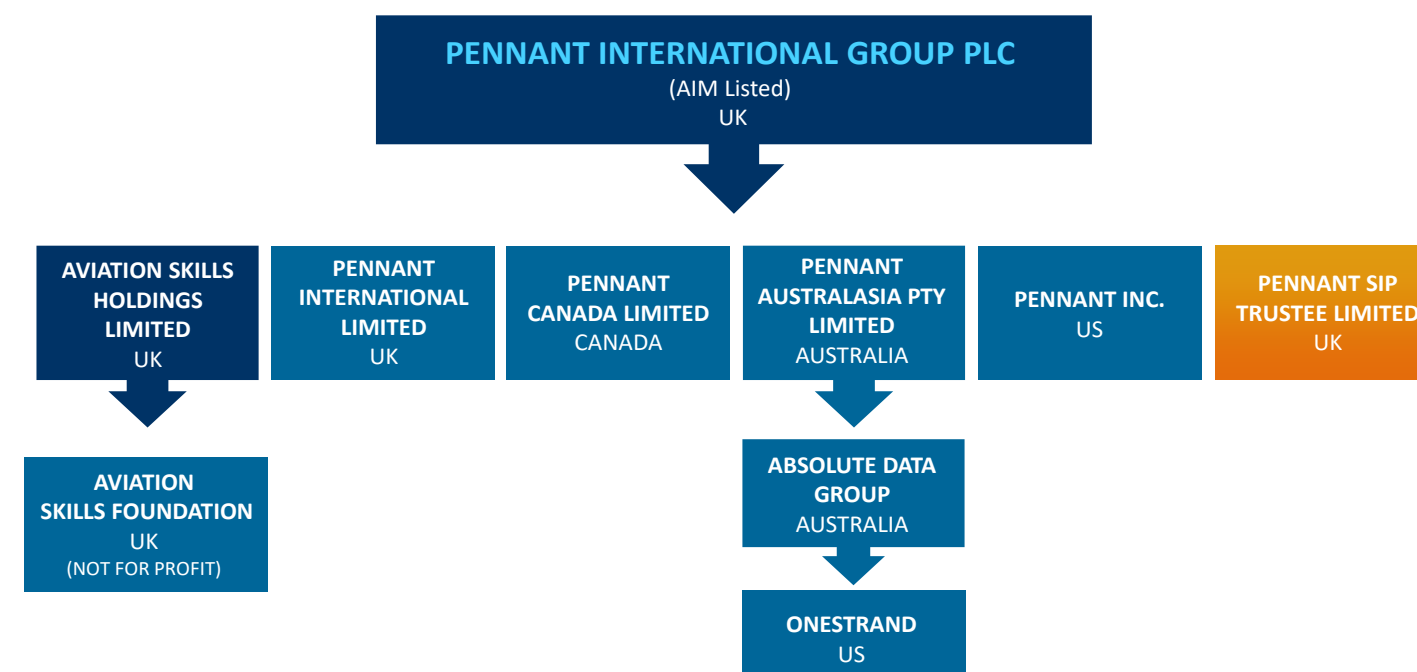 PENNANT INTERNATIONAL GROUP PLC
(AIM Listed)
UK
AVIATION SKILLS
HOLDINGS
LIMITED
UK
PENNANT
INTERNATIONAL
LIMITED
UK
PENNANT
CANADA LIMITED
CANADA
PENNANT
AUSTRALASIA PTY
LIMITED
AUSTRALIA
PENNANT INC.
US
PENNANT SIP
TRUSTEE LIMITED
UK
AVIATION
SKILLS FOUNDATION
UK
(NOT FOR PROFIT)
ABSOLUTE DATA
GROUP
AUSTRALIA
ONESTRAND
US